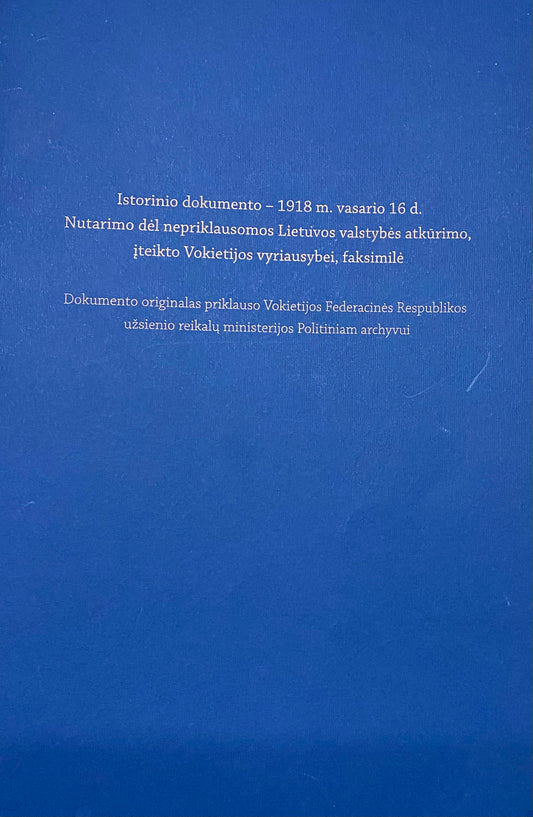 Istorinio dokumento – 1918 m. vasario 16 d.
Nutarimo dėl nepriklausomos Lietuvos valstybės atkūrimo,
įteikto Vokietijos vyriausybei, faksimilė
Dokumento originalas priklauso Vokietijos Federacinės Respublikos
užsienio reikalų ministerijos Politiniam archyvui